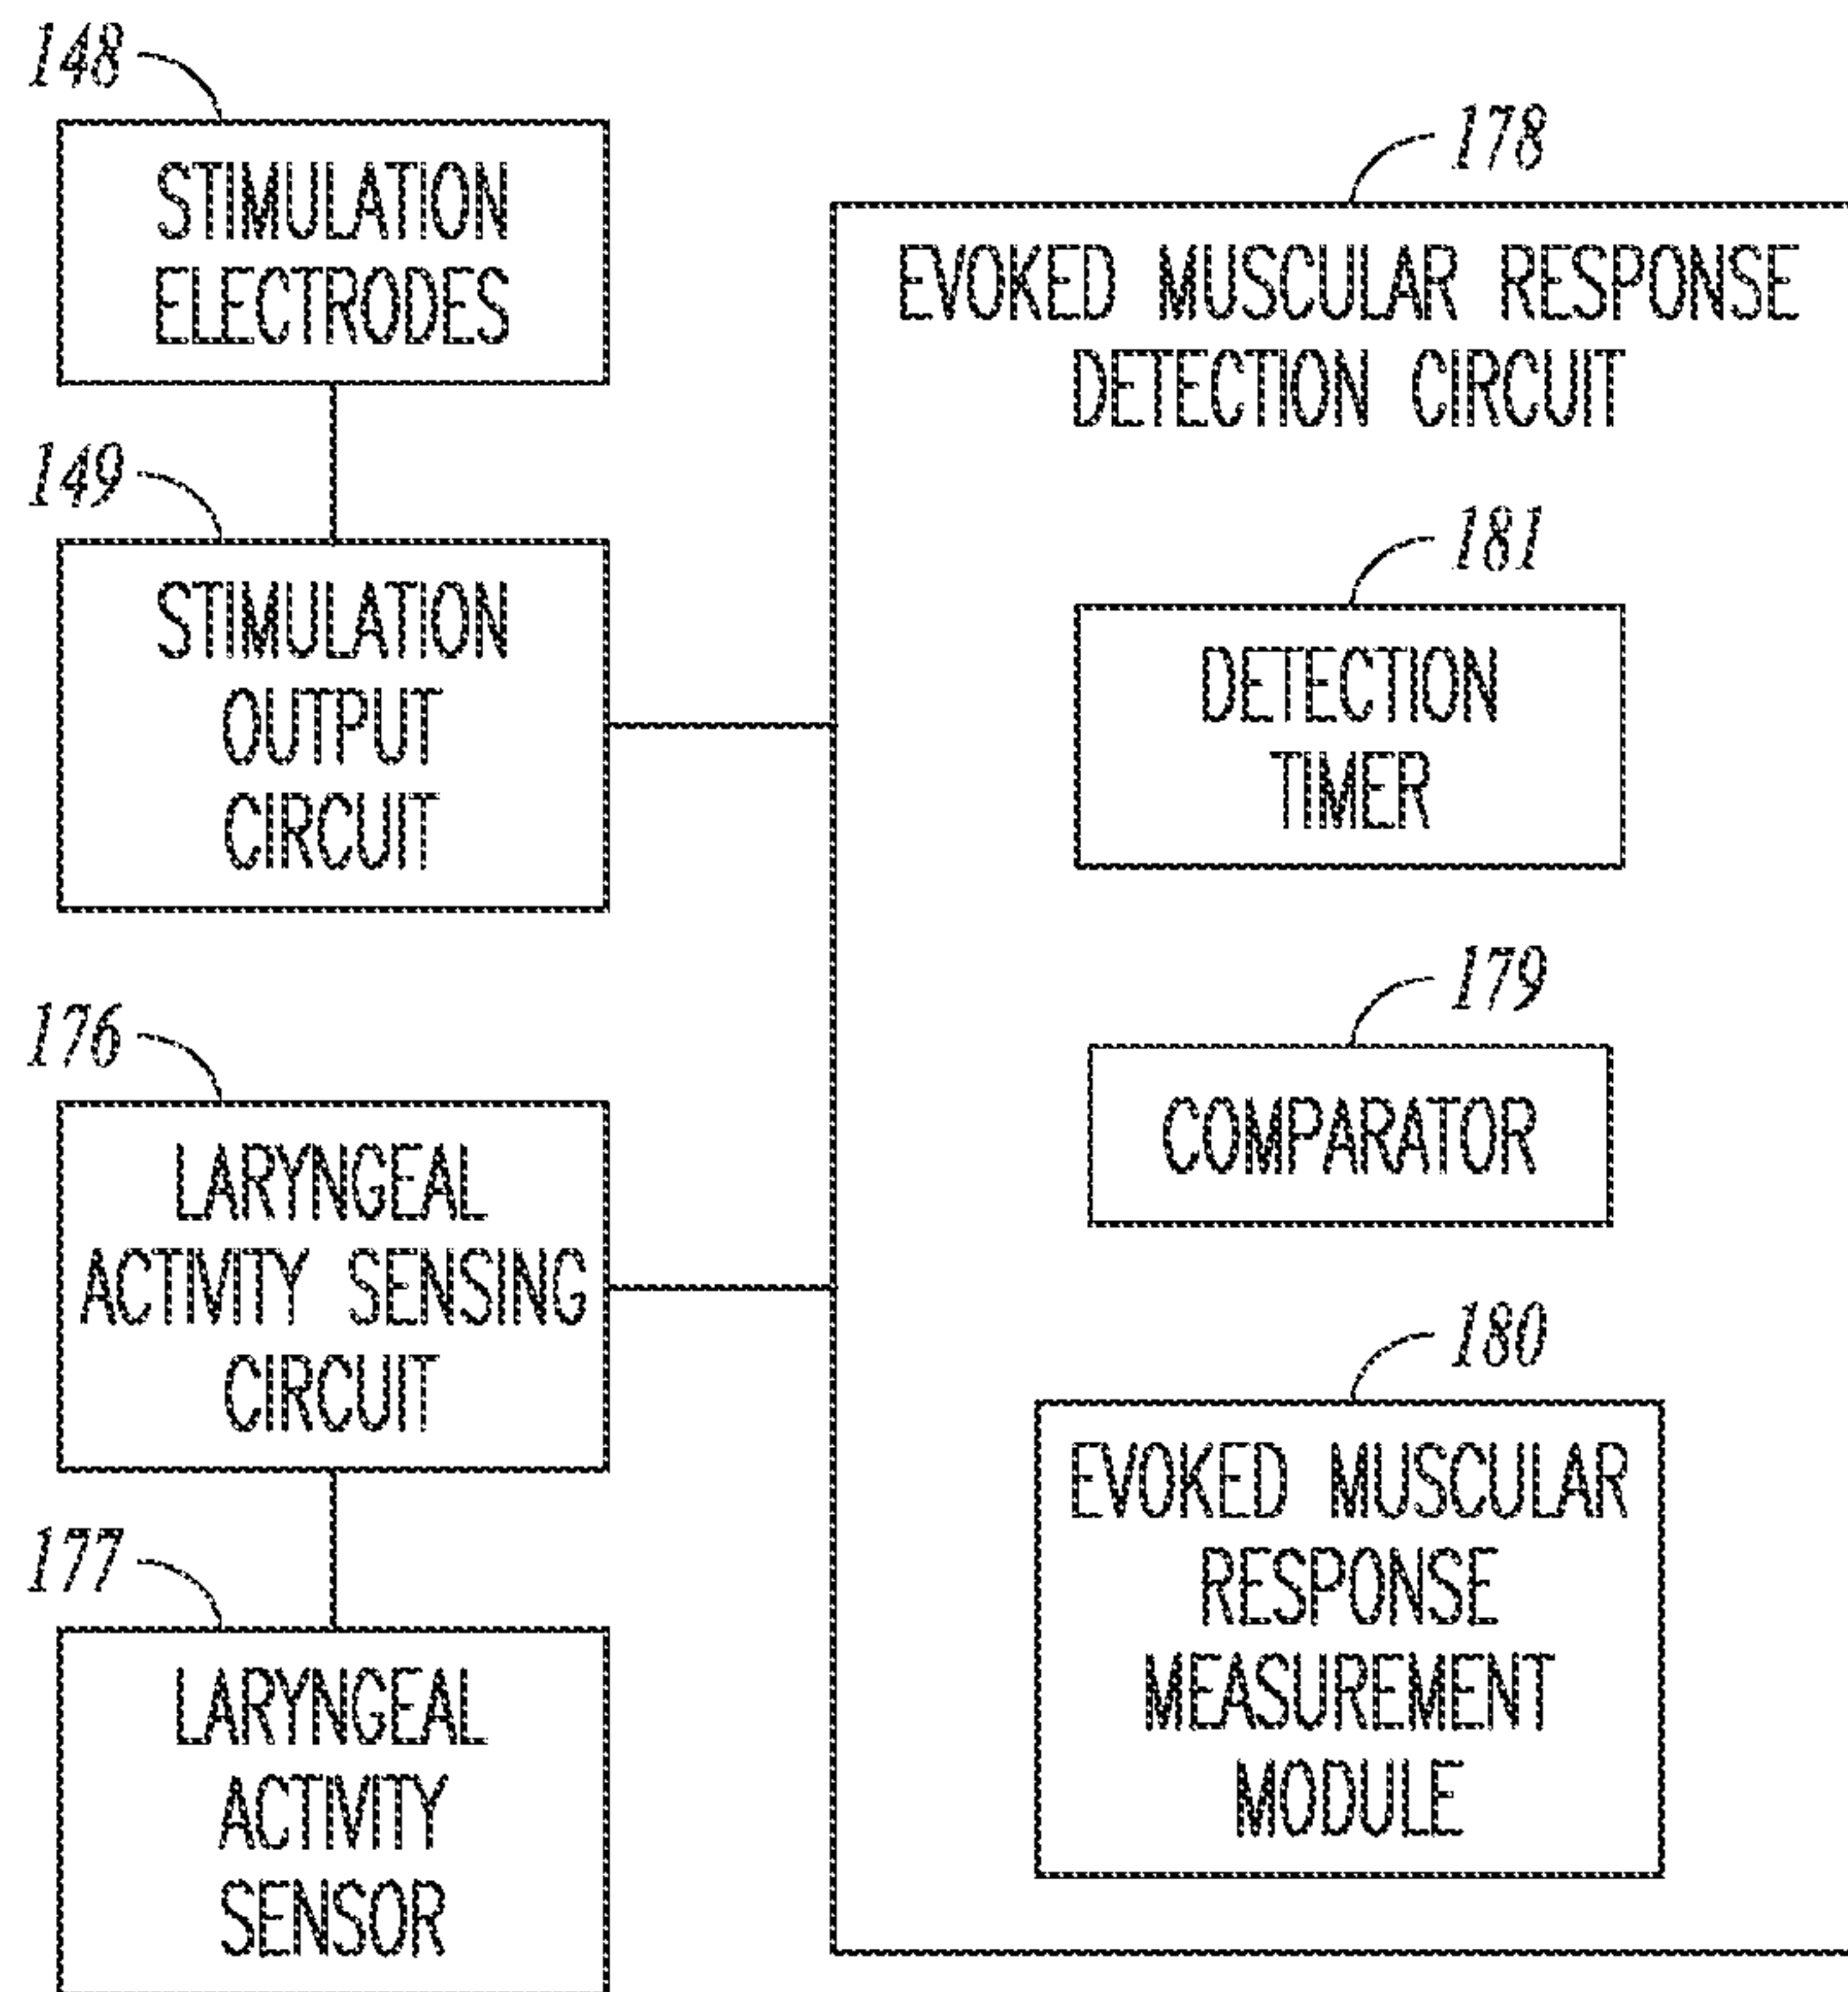 148
STIMULATION
ELECTRODES
149
STIMULATION
OUTPUT
CIRCUIT
176
LARYNGEAL
ACTIVITY SENSING
CIRCUIT
177
LARYNGEAL
ACTIVITY
SENSOR
178
EVOKED MUSCULAR RESPONSE
DETECTION CIRCUIT
181
DETECTION
TIMER
179
COMPARATOR
180
EVOKED MUSCULAR
RESPONSE
MEASUREMENT
MODULE